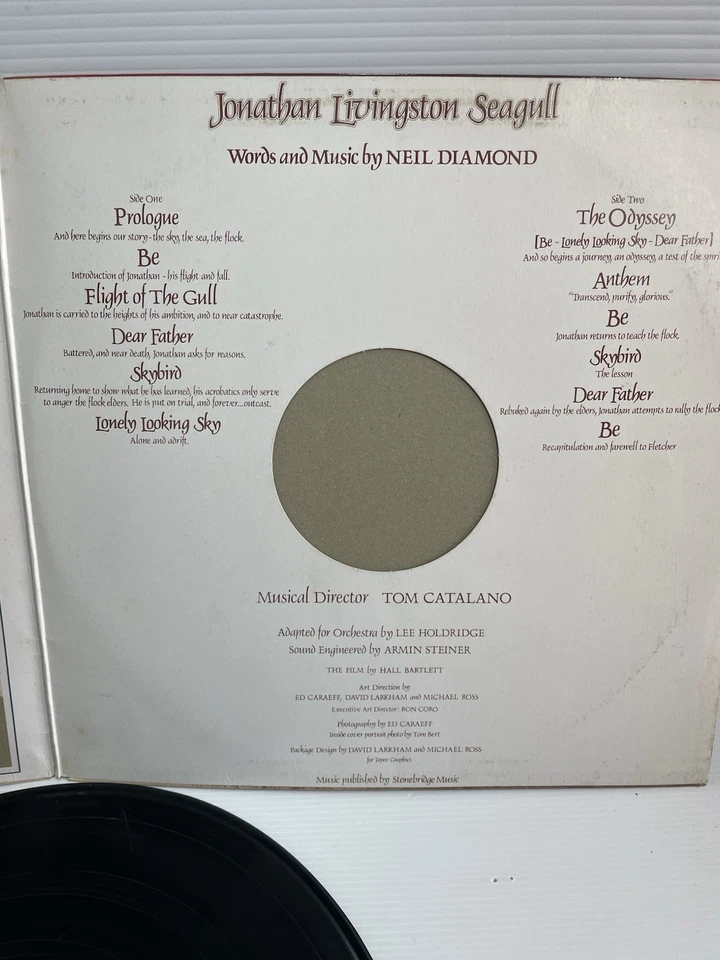 Jonathan Livingston Seagull
Words and Music by NEIL DIAMOND
Side One
Prologue
And here begins our story - the sky, the sea, the flock.
Be
Introduction of Jonathan - his flight and fall.
Flight of The Gull
Jonathan is carried to the heights of his ambition, and to near catastrophe.
Dear Father
Battered, and near death, Jonathan asks for reasons.
Skybird
Returning home to show what he has learned, his acrobatics only serve
to anger the flock elders. He is put on trial, and forever...outcast.
Lonely Looking Sky
Alone and adrift.
Side Two
The Odyssey
[Be - Lonely Looking Sky - Dear Father]
And so begins a journey, an odyssey, a test of the spiri
Anthem
"Transcend, purify, glorious."
Be
Jonathan returns to teach the flock.
Skybird
The lesson
Dear Father
Rebuked again by the elders, Jonathan attempts to rally the flock
Be
Recapitulation and farewell to Fletcher
Musical Director TOM CATALANO
Adapted for Orchestra by LEE HOLDRIDGE
Sound Engineered by ARMIN STEINER
THE FILM by HALL BARTLETT
Art Direction by
ED CARAEFF, DAVID LARKHAM and MICHAEL ROSS
Executive Art Director: RON CORO
Photography by ED CARAEFF
Inside cover portrait photo by Tom Bert
Package Design by DAVID LARKHAM and MICHAEL ROSS
for Tepee Graphics
Music published by Stonebridge Music